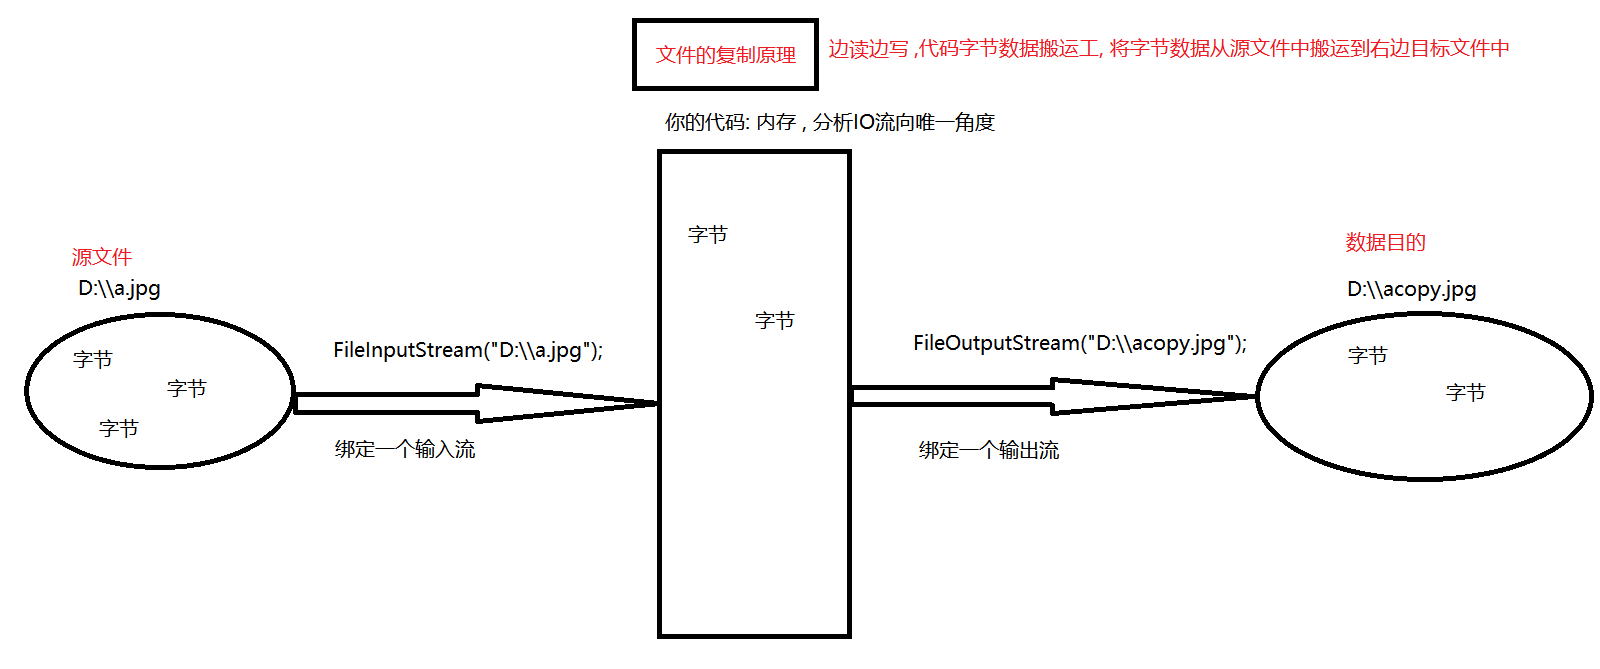 文件的复制原理
边读边写 ,代码字节数据搬运工, 将字节数据从源文件中搬运到右边目标文件中
你的代码: 内存 , 分析IO流向唯一角度
源文件
D:\\a.jpg
字节
字节
字节
FileInputStream("D:\\a.jpg");
绑定一个输入流
字节
字节
FileOutputStream("D:\\acopy.jpg");
绑定一个输出流
数据目的
D:\\acopy.jpg
字节
字节